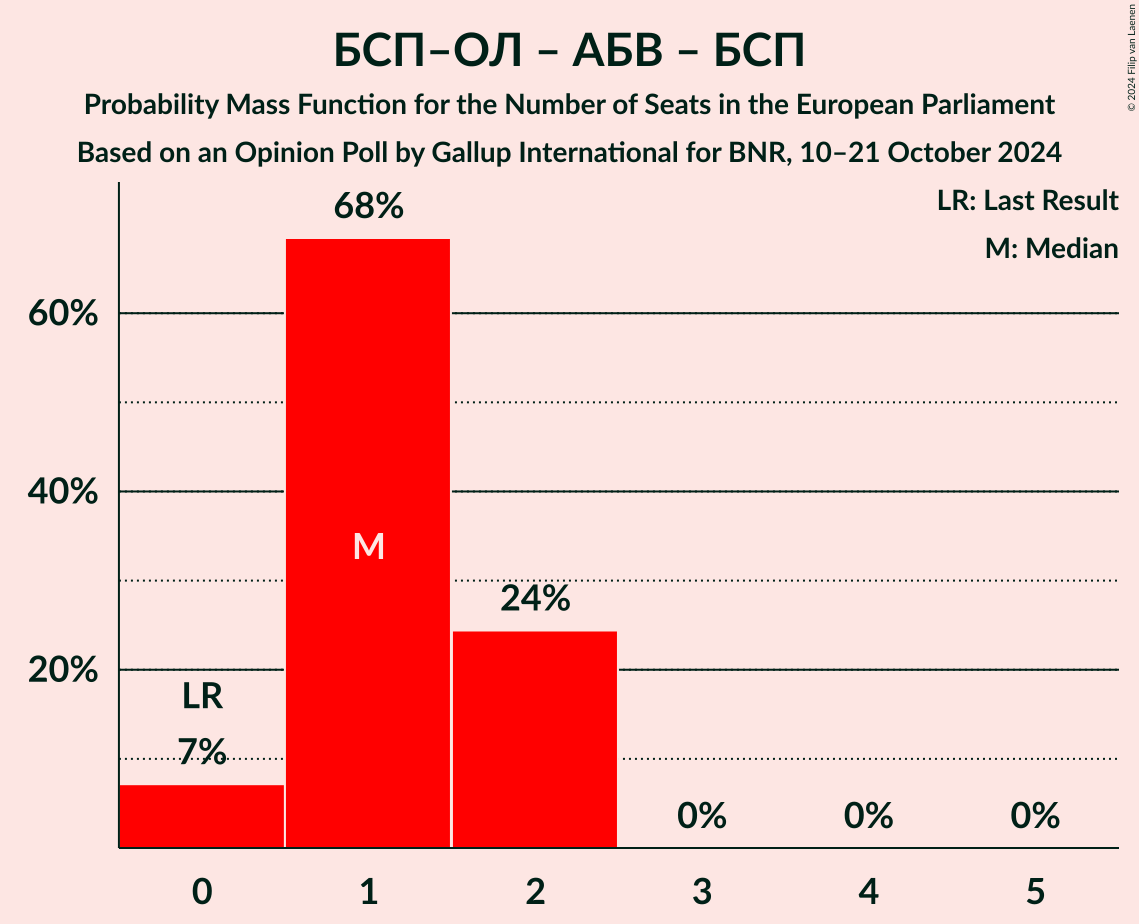 БСП–ОЛ – АБВ – БСП
Probability Mass Function for the Number of Seats in the European Parliament
Based on an Opinion Poll by Gallup International for BNR, 10–21 October 2024
© 2024 Filip van Laenen
LR: Last Result
M: Median
68%
60%
40%
M
24%
20%
LR
7%
0%
0%
0%
0
1
2
3
4
5